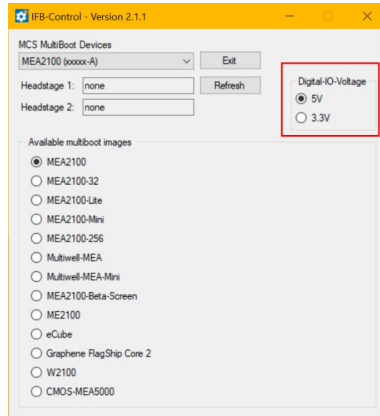 IFB-Control - Version 2.1.1
MCS MultiBoot Devices
MEA2100 (xxxxx-A)
Exit
Headstage 1: none
Refresh
Headstage 2: none
Digital-IO-Voltage
5V
3.3V
Available multiboot images
MEA2100
MEA2100-32
MEA2100-Lite
MEA2100-Mini
MEA2100-256
Multiwell-MEA
Multiwell-MEA-Mini
MEA2100-Beta-Screen
ME2100
eCube
Graphene FlagShip Core 2
W2100
CMOS-MEA5000